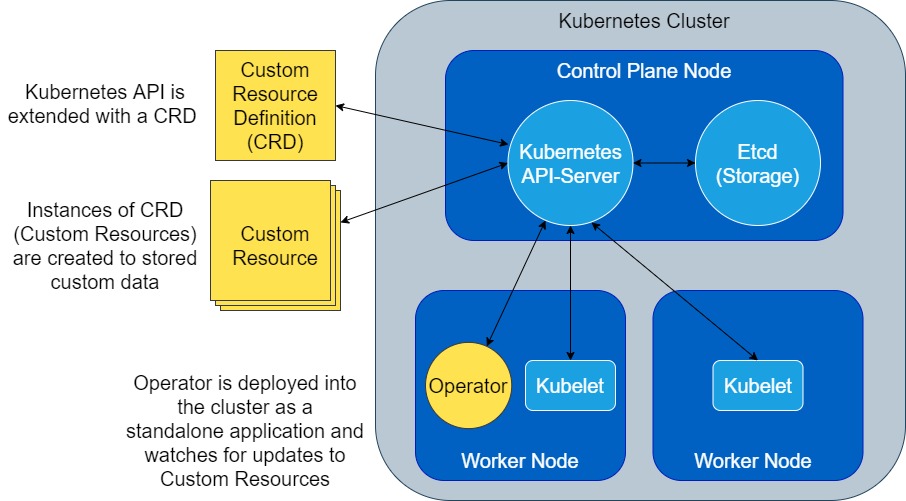 Kubernetes Cluster
Kubernetes API is
extended with a CRD
Custom
Resource
Definition
(CRD)
Control Plane Node
Kubernetes
API-Server
Etcd
(Storage)
Instances of CRD
(Custom Resources)
are created to stored
custom data
Custom
Resource
Operator is deployed into
the cluster as a
standalone application and
watches for updates to
Custom Resources
Operator
Kubelet
Worker Node
Kubelet
Worker Node